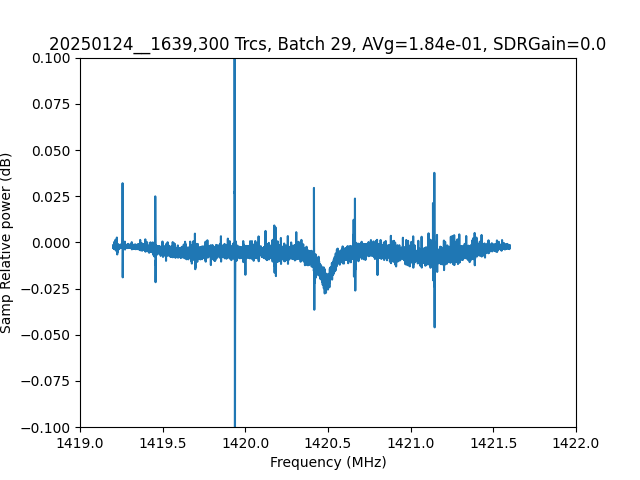 20250124__1639,300 Trcs, Batch 29, AVg=1.84e-01, SDRGain=0.0
0.100
0.075
0.050
0.025
0.000
−0.025
−0.050
−0.075
−0.100
Samp Relative power (dB)
1419.0 1419.5 1420.0 1420.5 1421.0 1421.5 1422.0
Frequency (MHz)